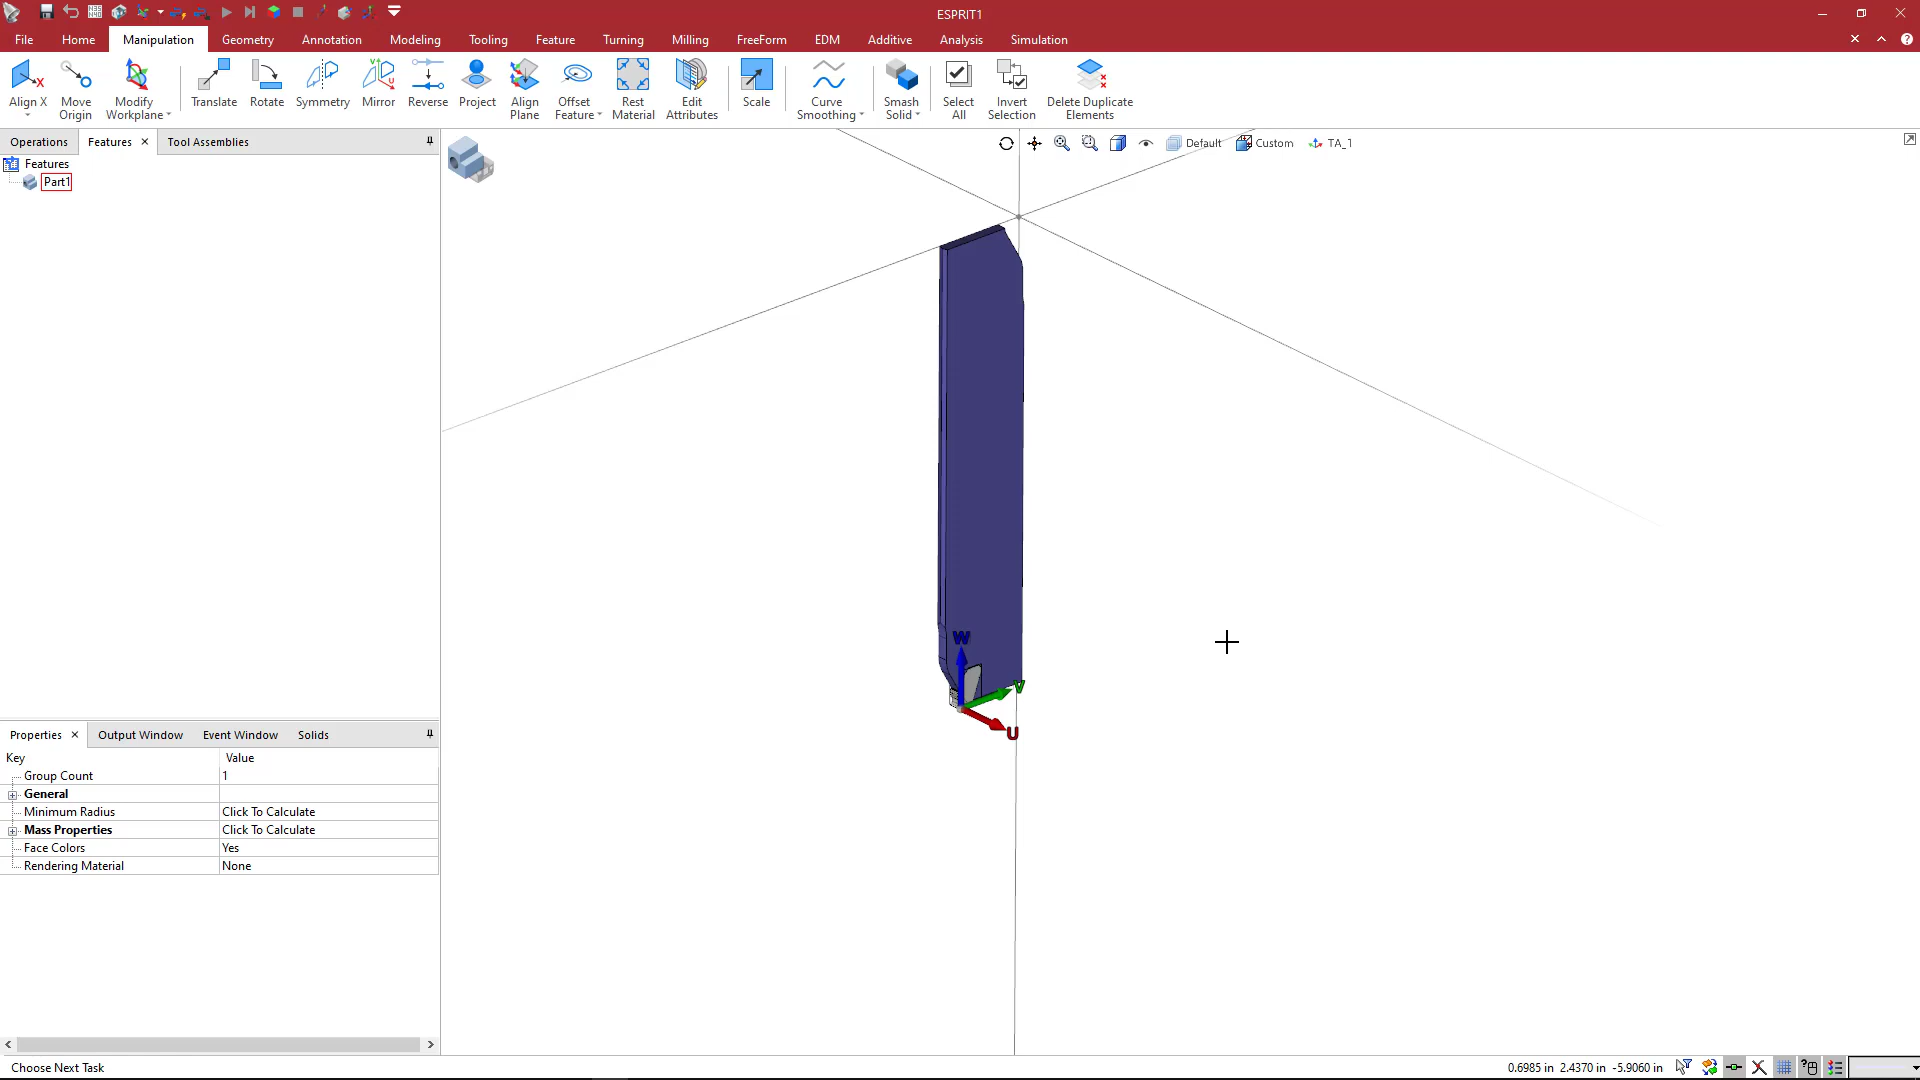 ESPRIT1
File Home Manipulation Geometry Annotation Modeling Tooling Feature Turning Milling FreeForm EDM Additive Analysis Simulation
Align X Move Origin Modify Workplane Translate Rotate Symmetry Mirror Reverse Project Align Plane Offset Feature Rest Material Edit Attributes Scale Curve Smoothing Smash Solid Select All Invert Selection Delete Duplicate Elements
Operations Features Tool Assemblies
Default Custom TA_1
Features
Part1
W
V
U
Properties Output Window Event Window Solids
Key Value
Group Count 1
General
Minimum Radius Click To Calculate
Mass Properties Click To Calculate
Face Colors Yes
Rendering Material None
Choose Next Task 0.6985 in 2.4370 in -5.9060 in